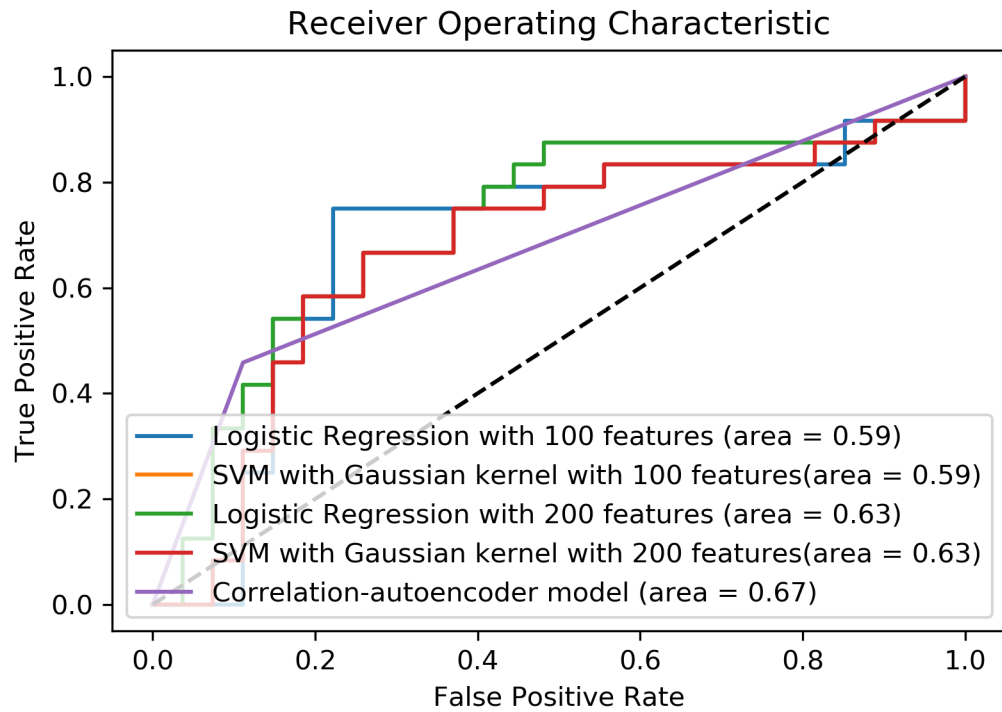 Receiver Operating Characteristic
True Positive Rate
1.0
0.8
0.6
0.4
0.2
0.0
Logistic Regression with 100 features (area = 0.59)
SVM with Gaussian kernel with 100 features(area = 0.59)
Logistic Regression with 200 features (area = 0.63)
SVM with Gaussian kernel with 200 features(area = 0.63)
Correlation-autoencoder model (area = 0.67)
0.0 0.2 0.4 0.6 0.8 1.0
False Positive Rate